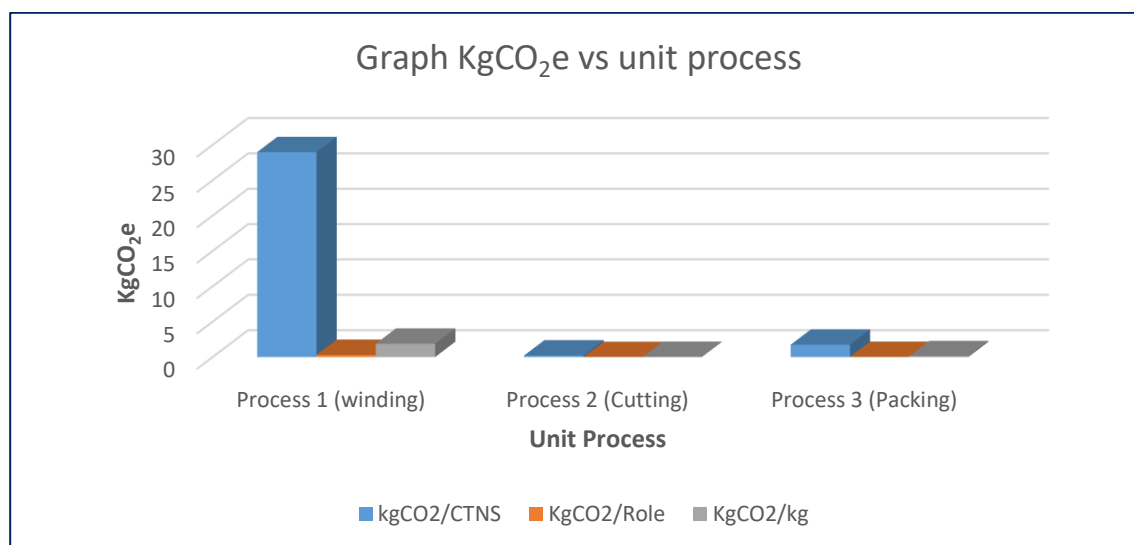 Graph KgCO₂e vs unit process
30
25
20
15
10
5
0
KgCO₂e
Process 1 (winding) Process 2 (Cutting) Process 3 (Packing)
Unit Process
kgCO2/CTNS KgCO2/Role KgCO2/kg